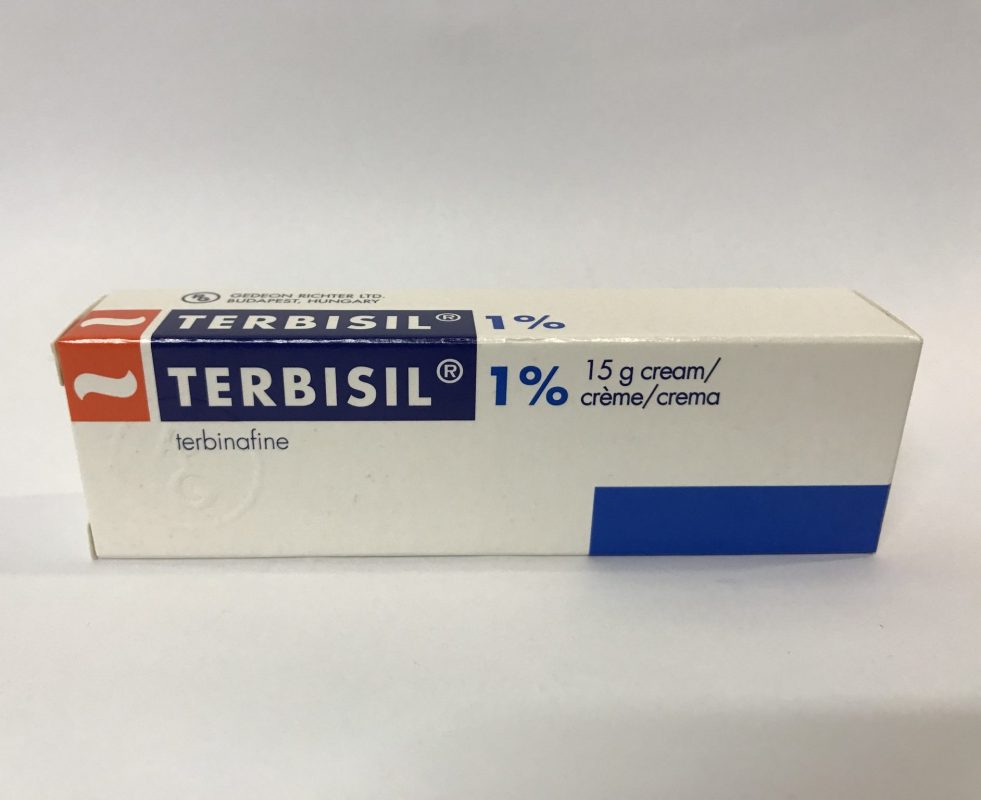 GEDEON RICHTER LTD.
BUDAPEST, HUNGARY
TERBISIL® 1%
TERBISIL® 1% 15 g cream/
crème/crema
terbinafine